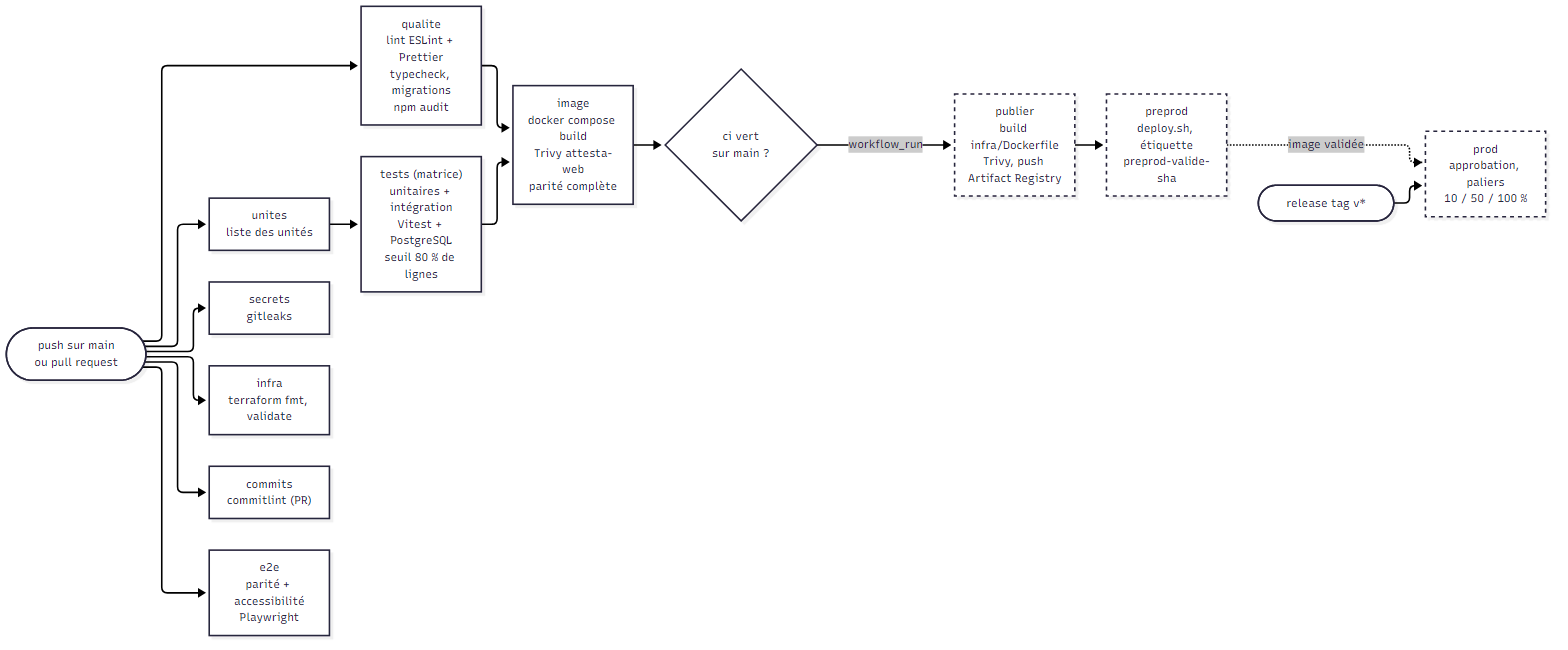 qualite
lint ESLint +
Prettier
typecheck,
migrations
npm audit
image
docker compose
build
Trivy attesta-
web
parité complète
ci vert
sur main ?
workflow_run
publier
build
infra/Dockerfile
Trivy, push
Artifact Registry
preprod
deploy.sh,
étiquette
preprod-valide-
sha
image validée
prod
approbation,
paliers
10 / 50 / 100 %
release tag v*
tests (matrice)
unitaires +
intégration
Vitest +
PostgreSQL
seuil 80 % de
lignes
unites
liste des unités
secrets
gitleaks
push sur main
ou pull request
infra
terraform fmt,
validate
commits
commitlint (PR)
e2e
parité +
accessibilité
Playwright